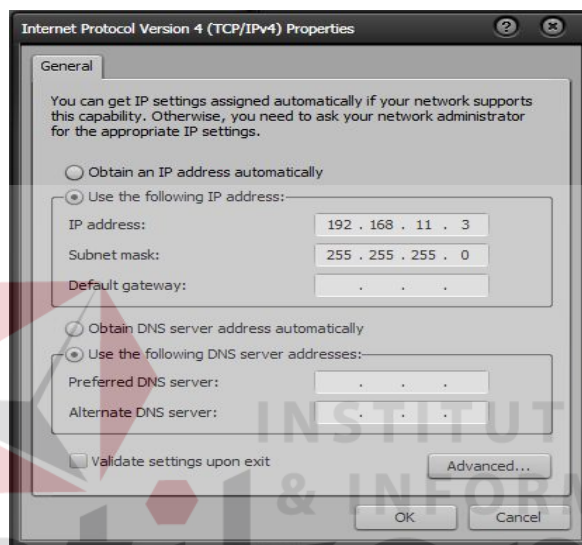 Internet Protocol Version 4 (TCP/IPv4) Properties
General
You can get IP settings assigned automatically if your network supports
this capability. Otherwise, you need to ask your network administrator
for the appropriate IP settings.
Obtain an IP address automatically
Use the following IP address:
IP address: 192 . 168 . 11 . 3
Subnet mask: 255 . 255 . 255 . 0
Default gateway: . . .
Obtain DNS server address automatically
Use the following DNS server addresses:
Preferred DNS server: . . .
Alternate DNS server: . . .
INSTITUT
Validate settings upon exit
Advanced...
& INFORM
OK
Cancel